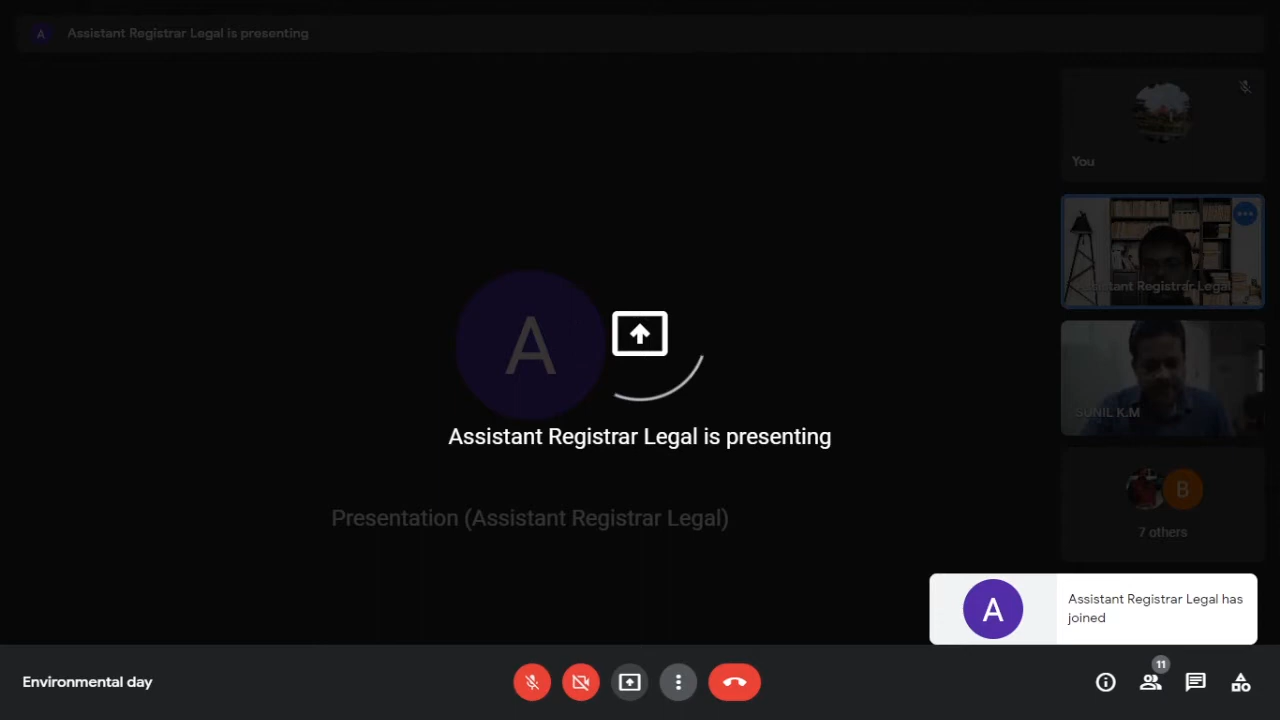 A
Assistant Registrar Legal is presenting
You
Assistant Registrar Legal
SUNIL K.M
B
7 others
A
Assistant Registrar Legal is presenting
Presentation (Assistant Registrar Legal)
A
Assistant Registrar Legal has
joined
Environmental day
11